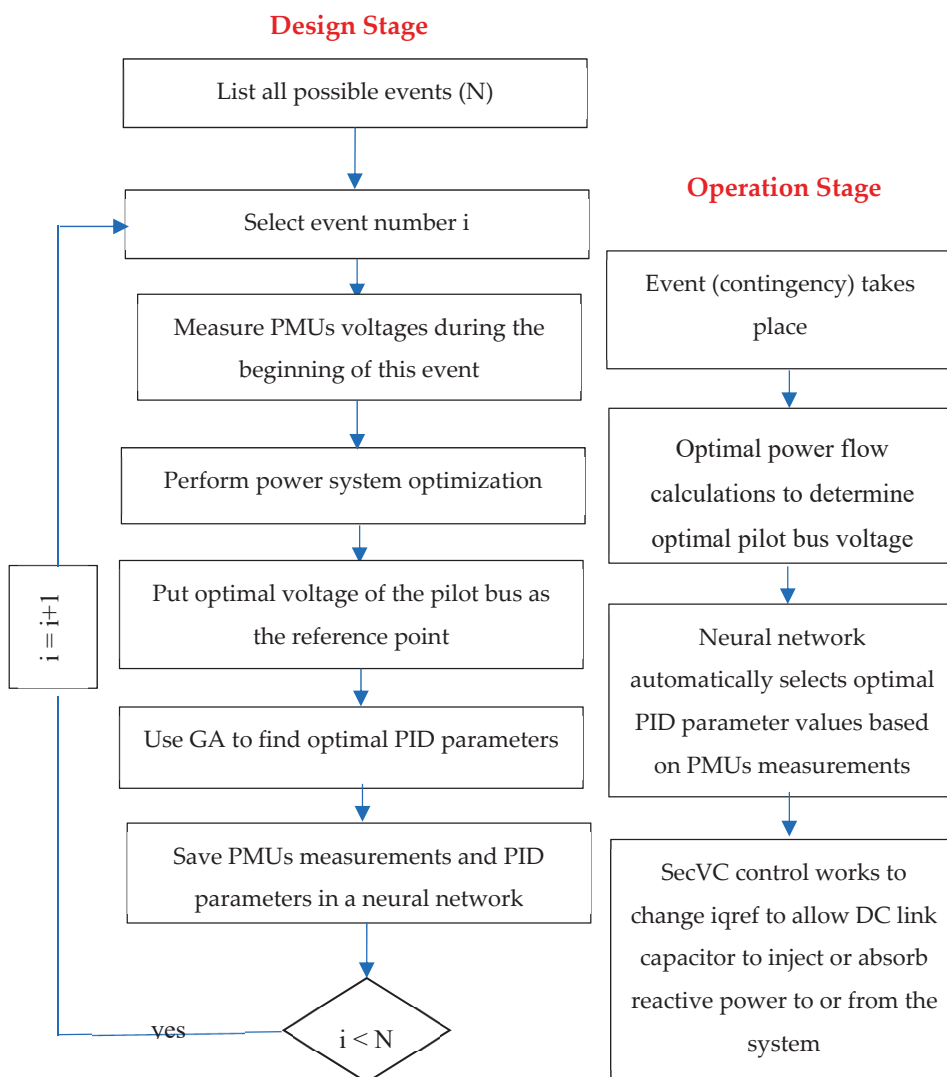 Design Stage
List all possible events (N)
Select event number i
Measure PMUs voltages during the
beginning of this event
Perform power system optimization
Put optimal voltage of the pilot bus as
the reference point
Use GA to find optimal PID parameters
Save PMUs measurements and PID
parameters in a neural network
i < N
yes
i = i+1
Operation Stage
Event (contingency) takes
place
Optimal power flow
calculations to determine
optimal pilot bus voltage
Neural network
automatically selects optimal
PID parameter values based
on PMUs measurements
SecVC control works to
change iqref to allow DC link
capacitor to inject or absorb
reactive power to or from the
system